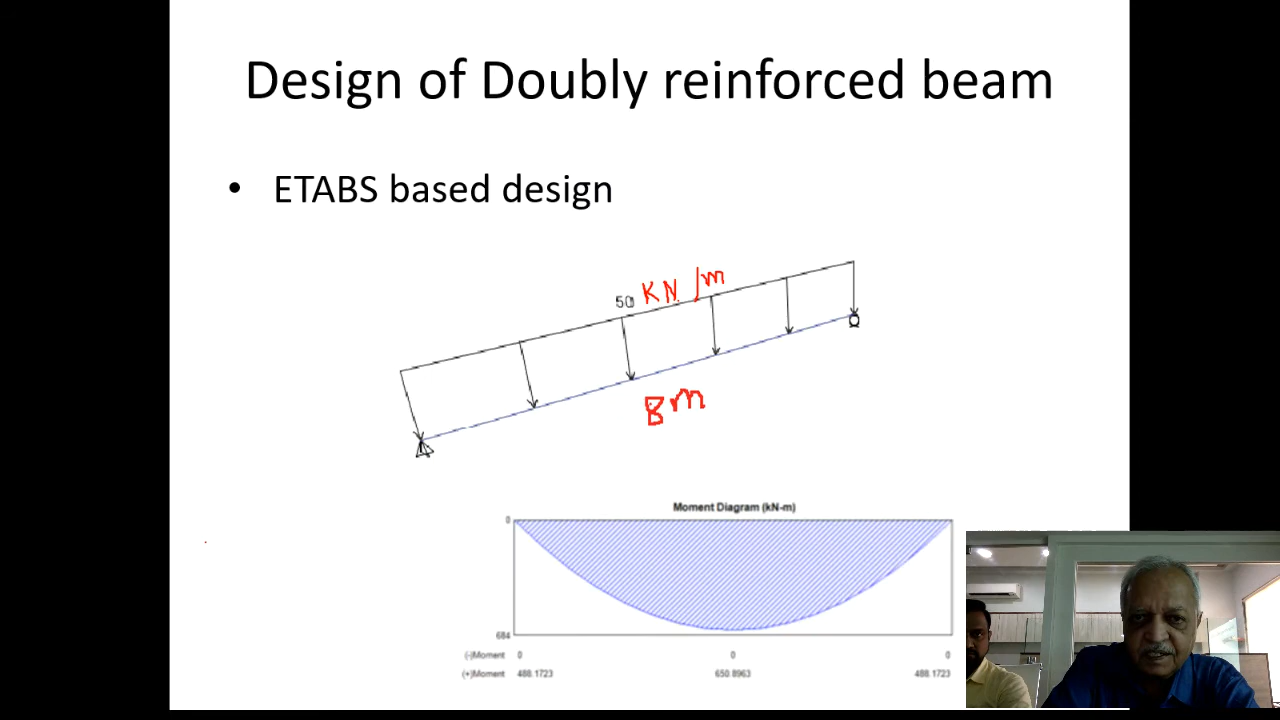 Design of Doubly reinforced beam
• ETABS based design
50 KN/m
8m
Moment Diagram (kN-m)
0
684
(-)Moment 0 0 0
(+)Moment 488.1723 650.8963 488.1723